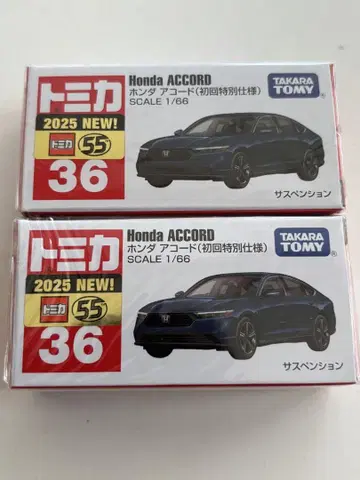 トミカ
2025 NEW!
トミカ 55
36
Honda ACCORD
ホンダ アコード(初回特別仕様)
SCALE 1/66
TAKARA
TOMY
サスペンション
トミカ
2025 NEW!
トミカ 55
36
Honda ACCORD
ホンダ アコード(初回特別仕様)
SCALE 1/66
TAKARA
TOMY
サスペンション